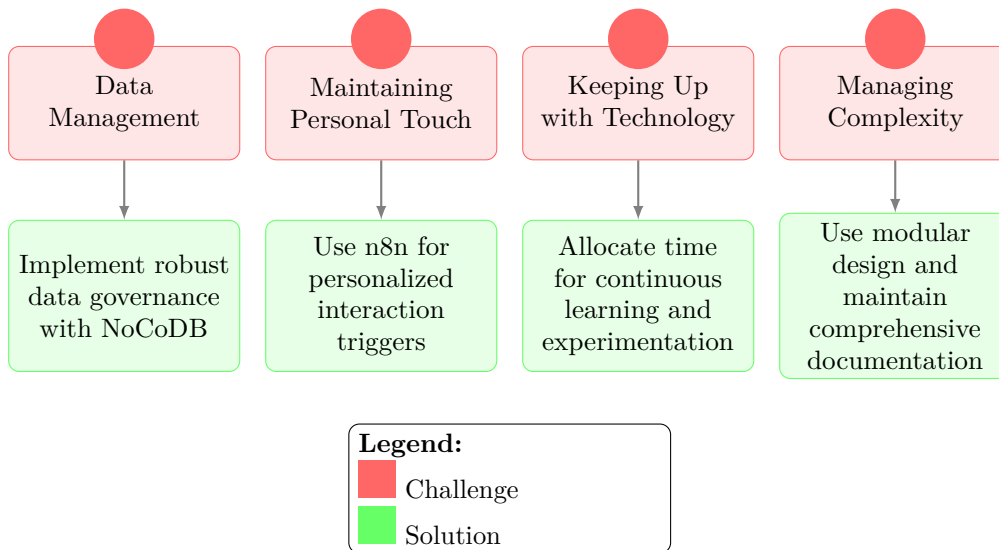 Data
Management
Maintaining
Personal Touch
Keeping Up
with Technology
Managing
Complexity
Implement robust
data governance
with NoCoDB
Use n8n for
personalized
interaction
triggers
Allocate time
for continuous
learning and
experimentation
Use modular
design and
maintain
comprehensive
documentation
Legend:
Challenge
Solution